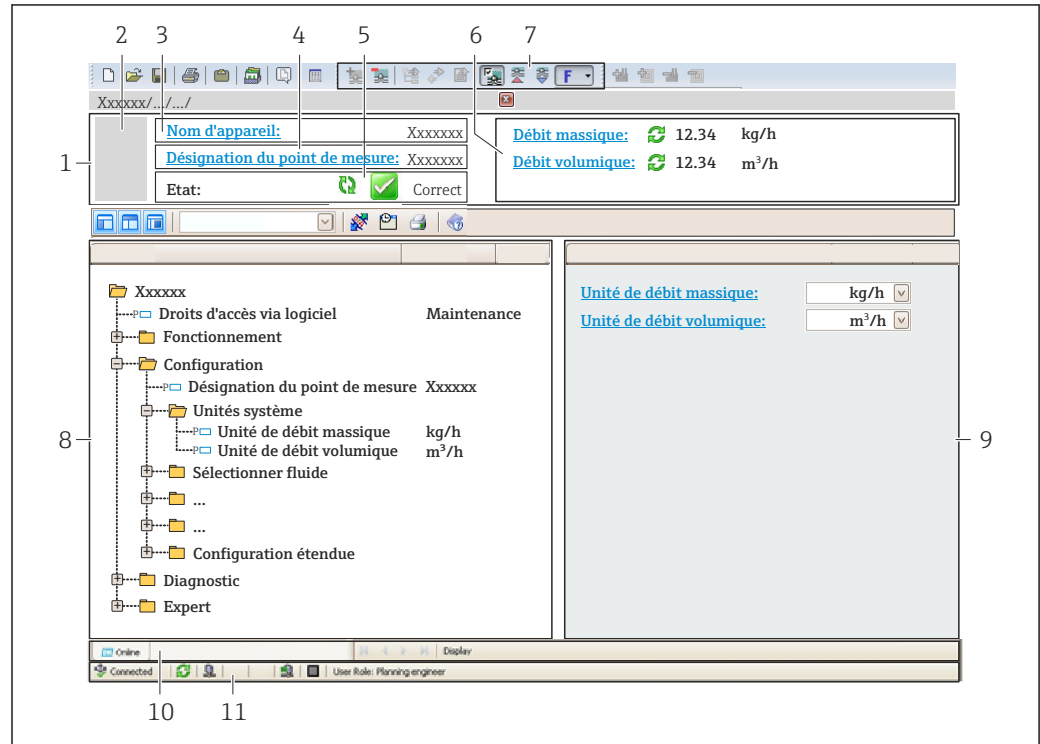 2 3 4 5 6 7
F
Xxxxxx/.../.../
1
Nom d'appareil: Xxxxxxx
Désignation du point de mesure: Xxxxxxx
Etat: Correct
Débit massique: 12.34 kg/h
Débit volumique: 12.34 m³/h
8
Xxxxxx
P Droits d'accès via logiciel Maintenance
Fonctionnement
Configuration
P Désignation du point de mesure Xxxxxx
Unités système
P Unité de débit massique kg/h
P Unité de débit volumique m³/h
Sélectionner fluide
...
...
Configuration étendue
Diagnostic
Expert
Unité de débit massique: kg/h
Unité de débit volumique: m³/h
9
Online Display
Connected User Role: Planning engineer
10 11